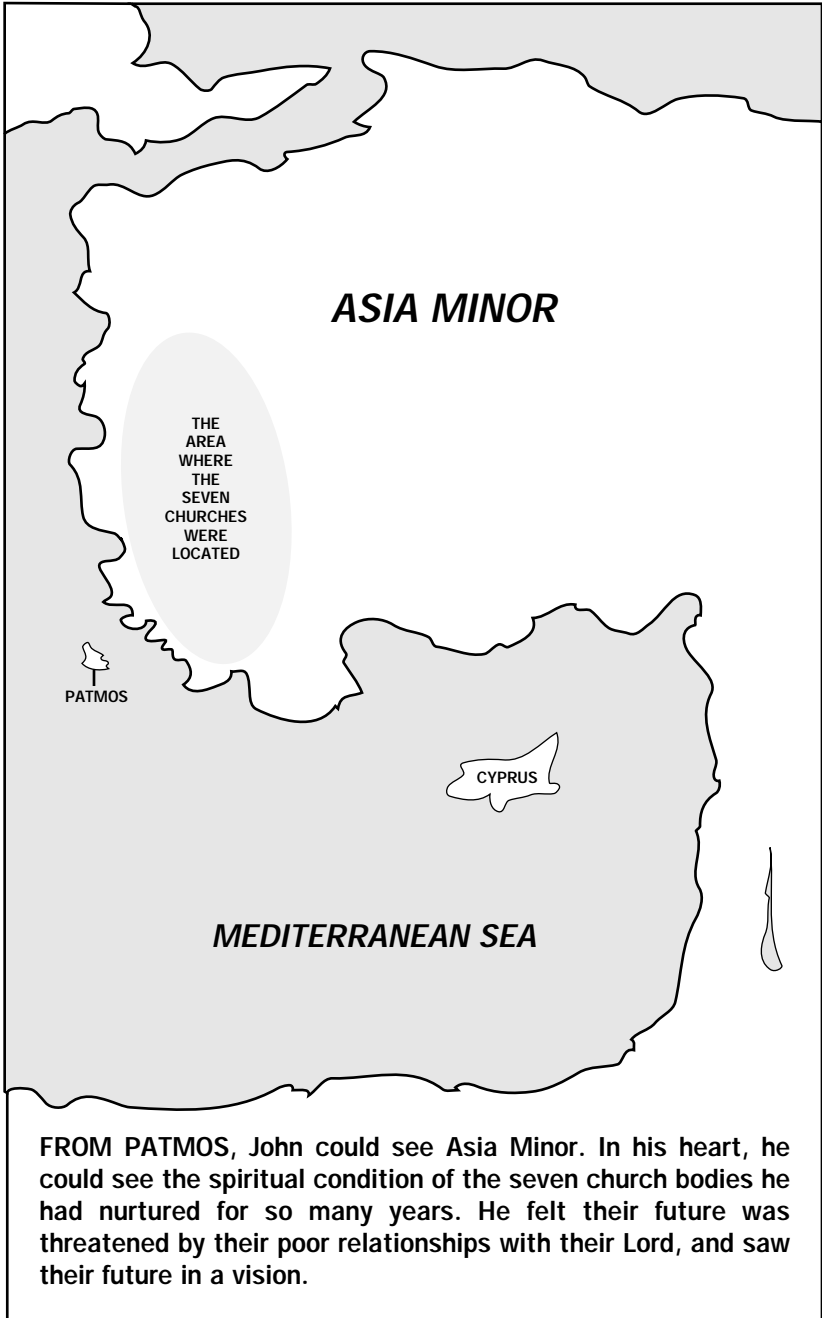 ASIA MINOR
THE
AREA
WHERE
THE
SEVEN
CHURCHES
WERE
LOCATED
PATMOS
CYPRUS
MEDITERRANEAN SEA
FROM PATMOS, John could see Asia Minor. In his heart, he
could see the spiritual condition of the seven church bodies he
had nurtured for so many years. He felt their future was
threatened by their poor relationships with their Lord, and saw
their future in a vision.